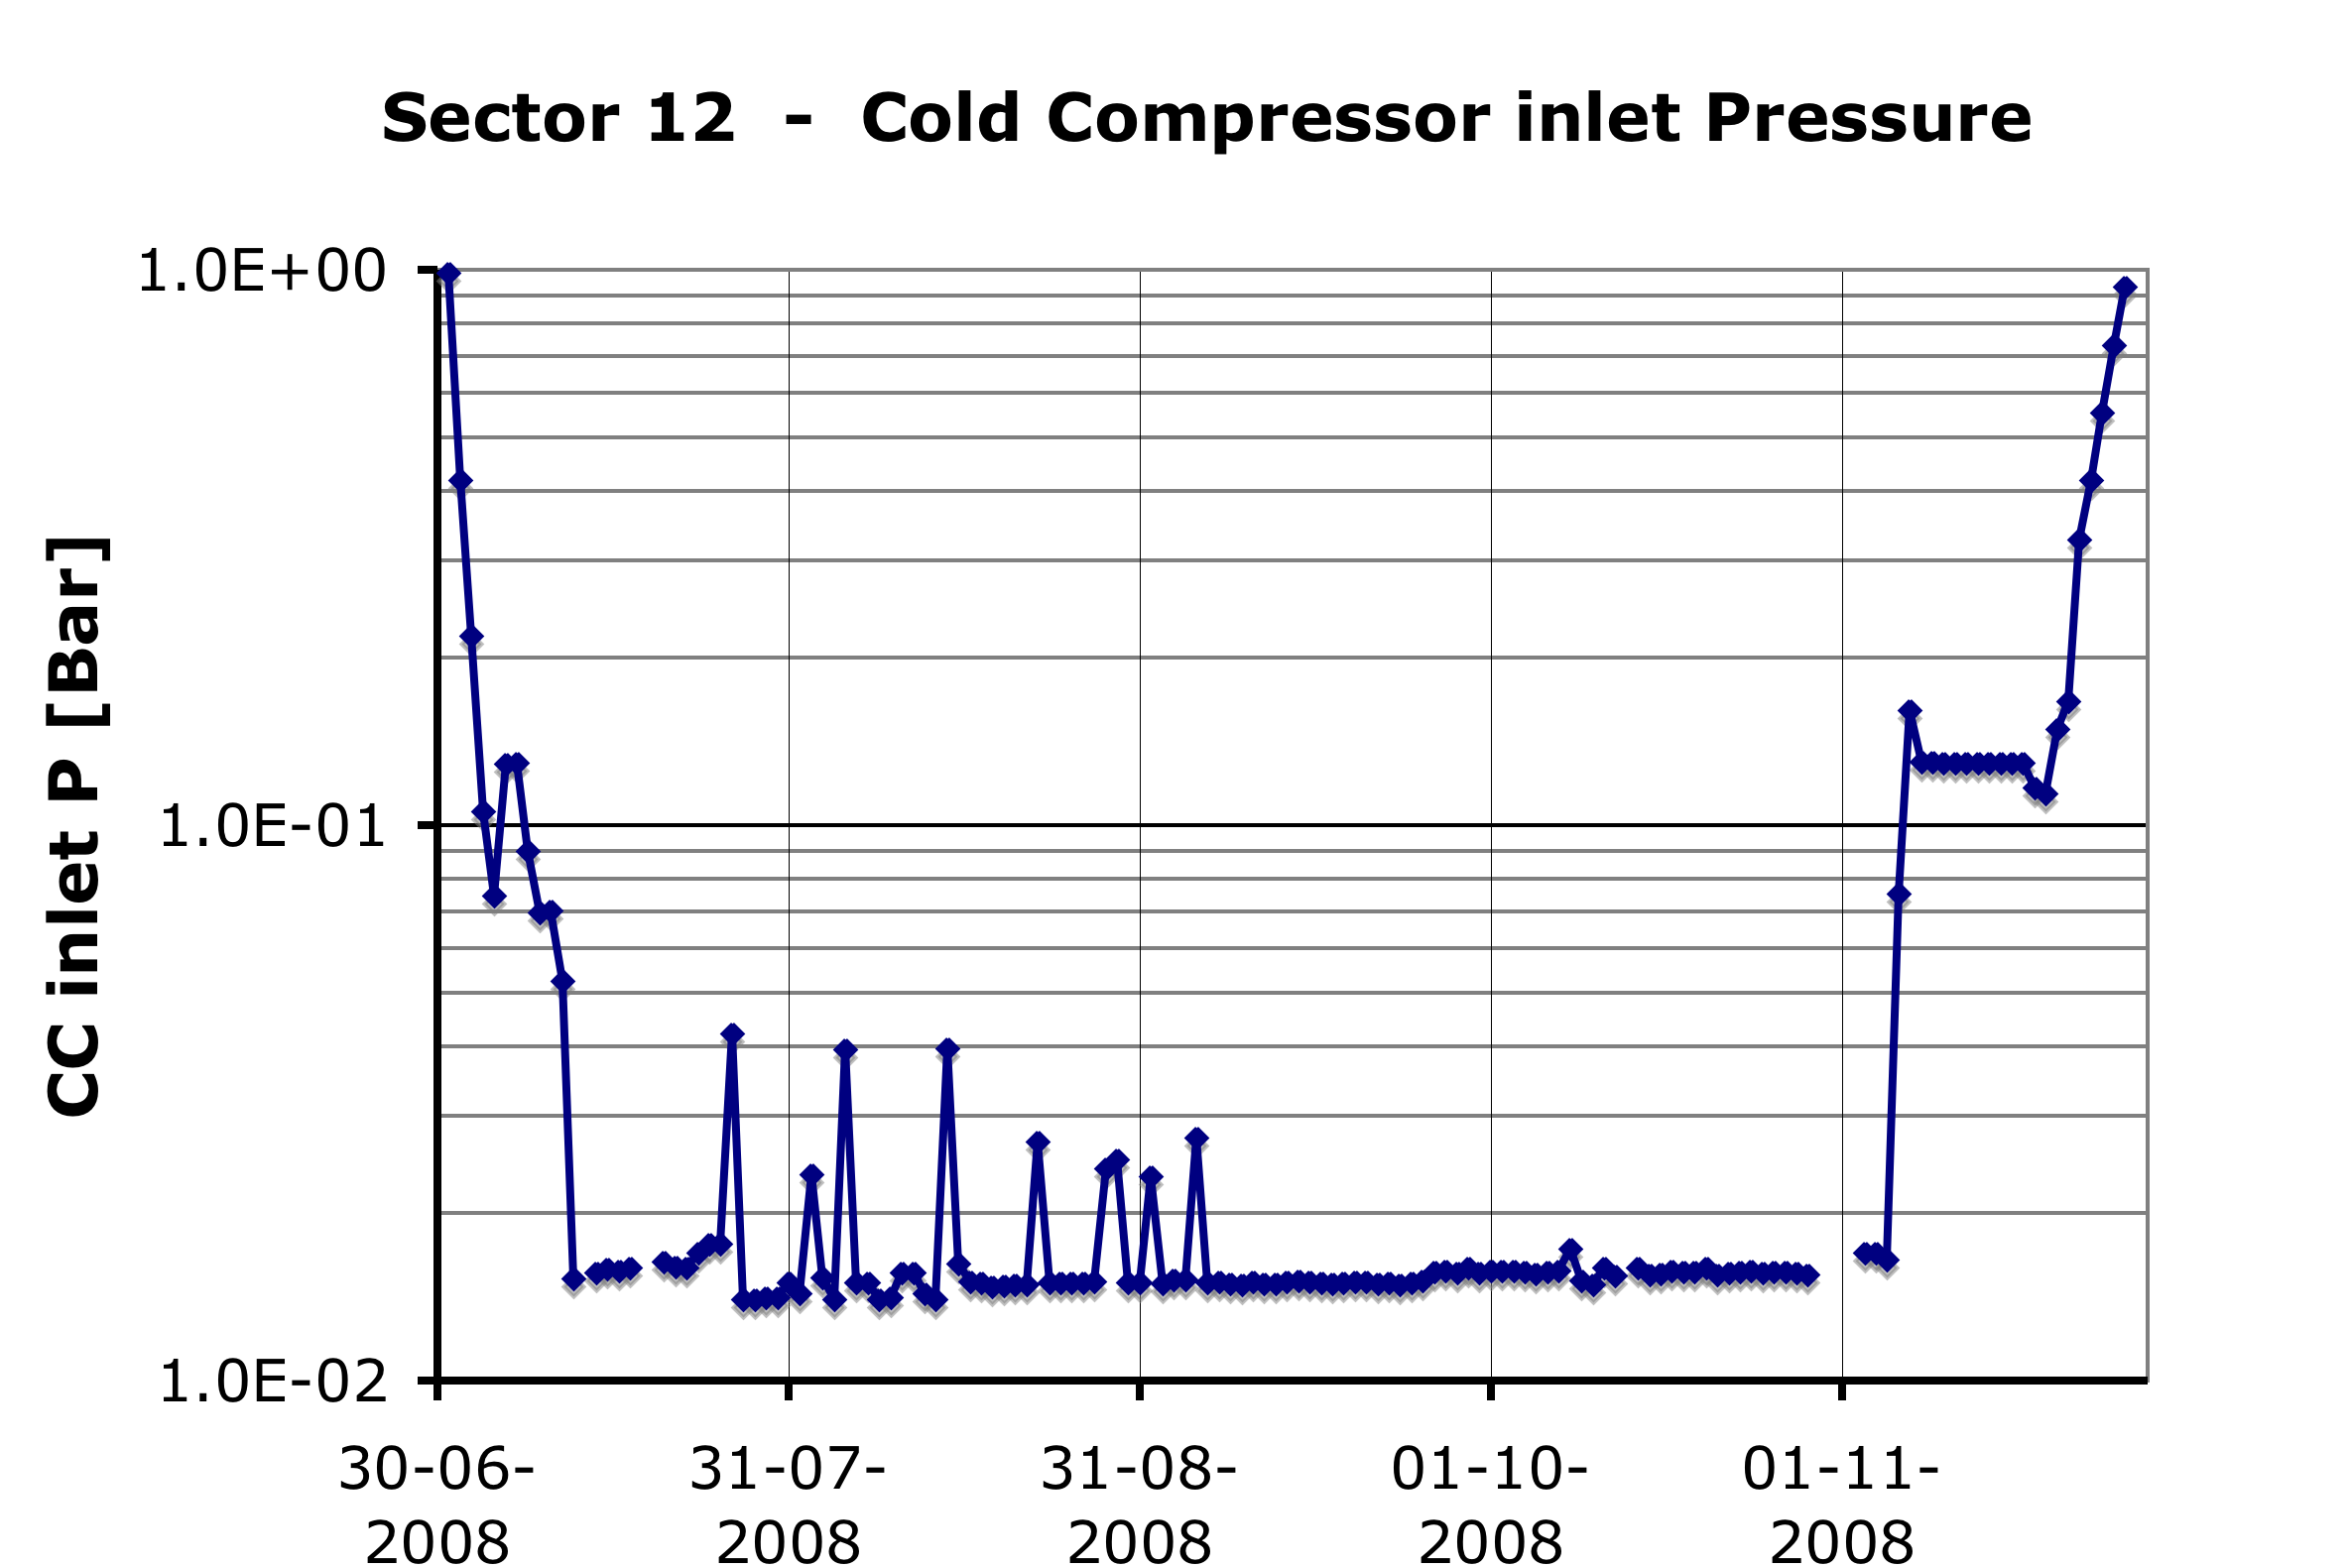 Sector 12  -  Cold Compressor inlet Pressure
1.0E+00
CC inlet P [Bar]
1.0E-01
1.0E-02
30-06- 31-07- 31-08- 01-10- 01-11-
2008 2008 2008 2008 2008